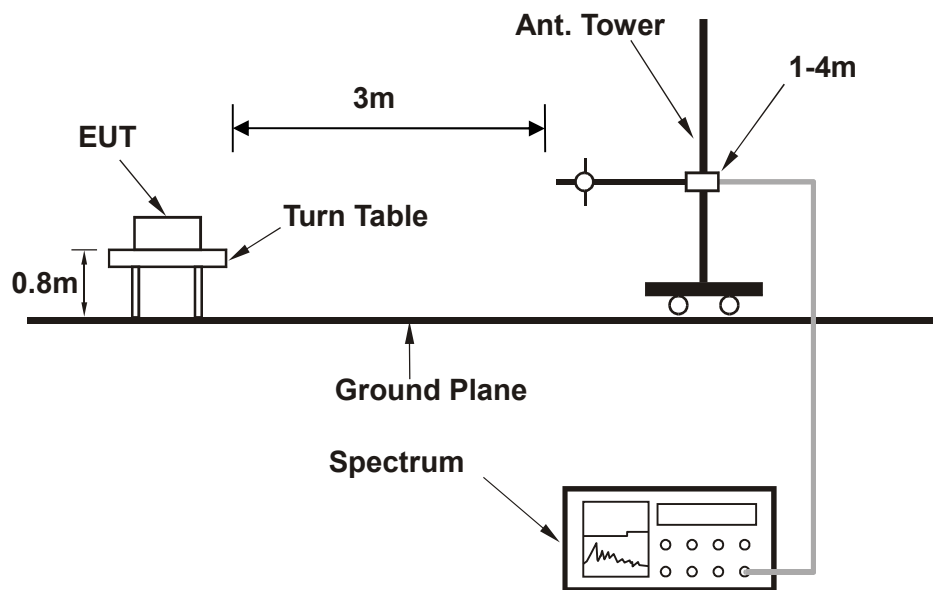 Ant. Tower
1-4m
3m
EUT
Turn Table
0.8m
Ground Plane
Spectrum